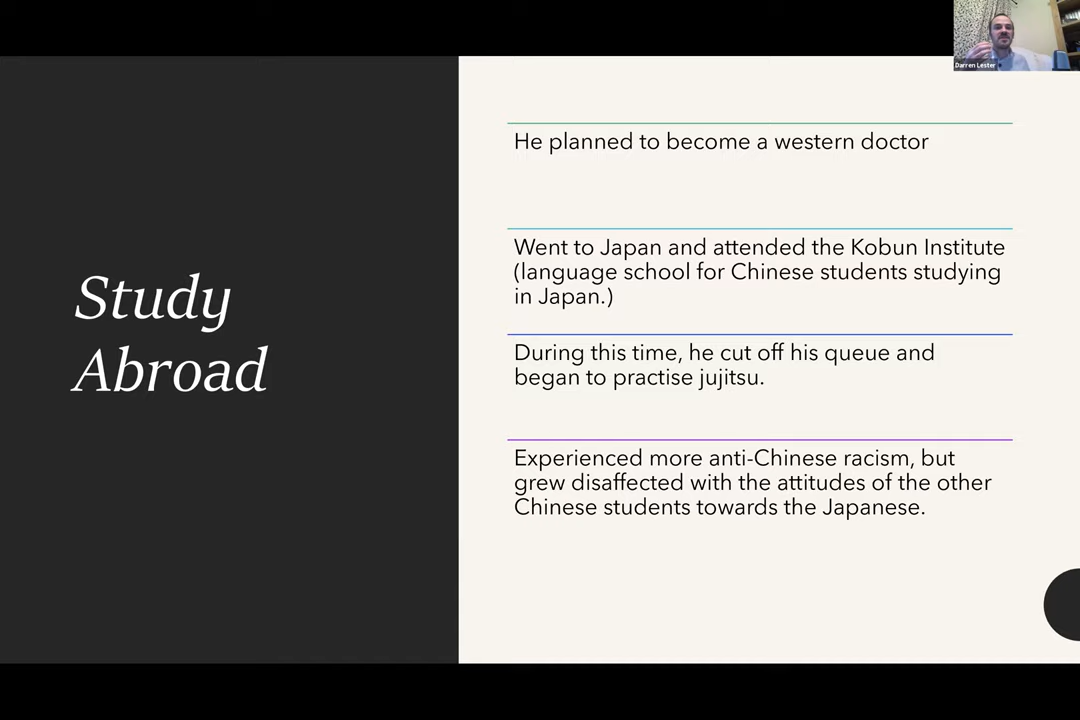 Darren Lester
Study
Abroad
He planned to become a western doctor
Went to Japan and attended the Kobun Institute
(language school for Chinese students studying
in Japan.)
During this time, he cut off his queue and
began to practise jujitsu.
Experienced more anti-Chinese racism, but
grew disaffected with the attitudes of the other
Chinese students towards the Japanese.